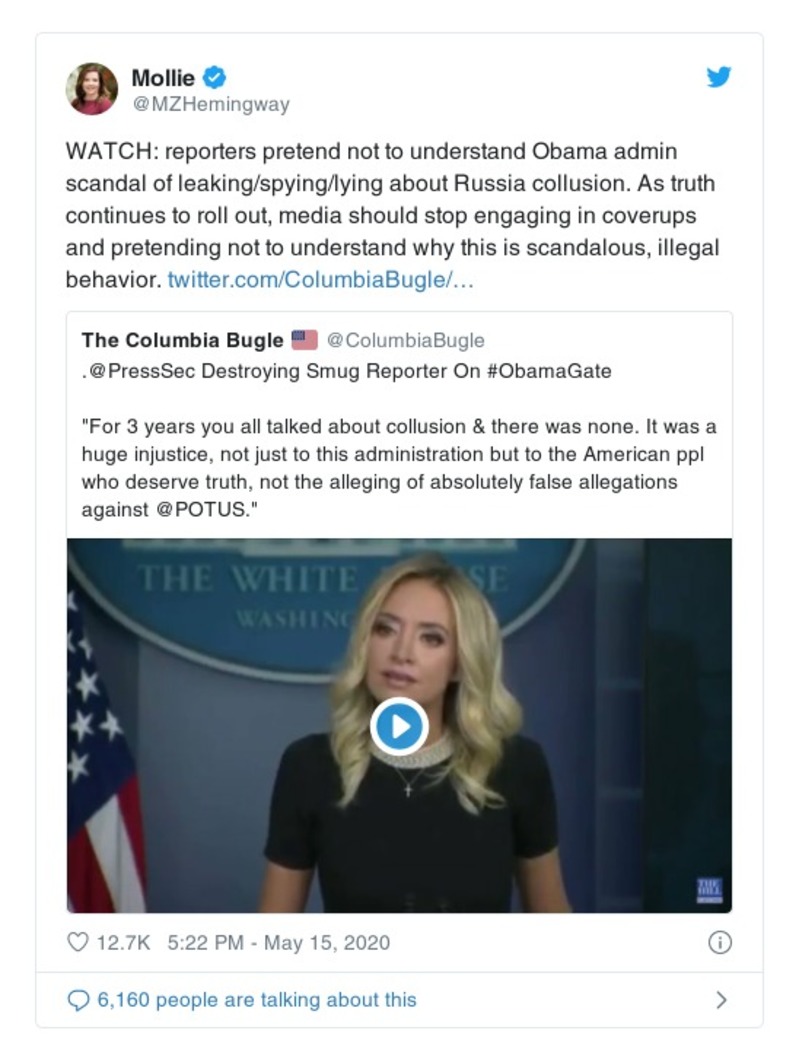 Mollie
@MZHemingway
WATCH: reporters pretend not to understand Obama admin
scandal of leaking/spying/lying about Russia collusion. As truth
continues to roll out, media should stop engaging in coverups
and pretending not to understand why this is scandalous, illegal
behavior. twitter.com/ColumbiaBugle/…
The Columbia Bugle 🇺🇸 @ColumbiaBugle
.@PressSec Destroying Smug Reporter On #ObamaGate
"For 3 years you all talked about collusion & there was none. It was a
huge injustice, not just to this administration but to the American ppl
who deserve truth, not the alleging of absolutely false allegations
against @POTUS."
THE WHITE SE
WASHING
THE
HILL
12.7K 5:22 PM - May 15, 2020
6,160 people are talking about this